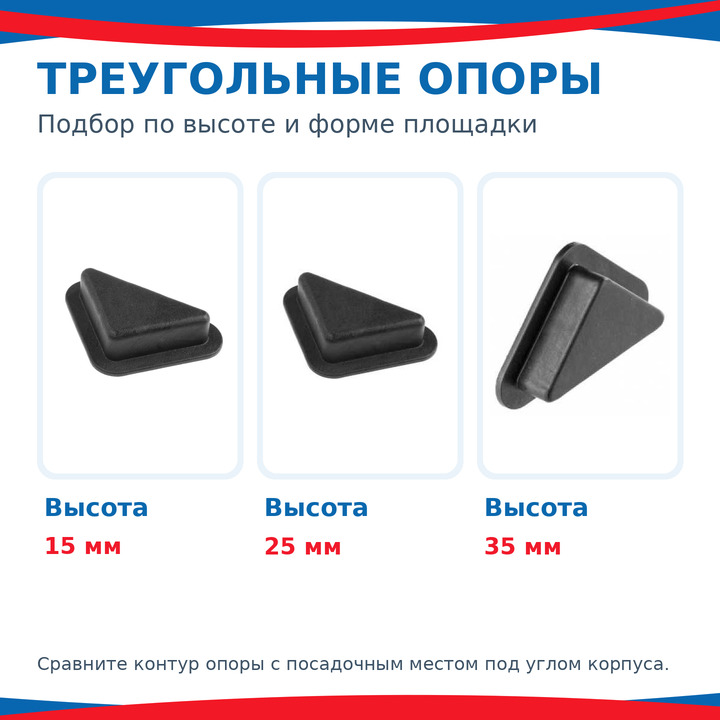 ТРЕУГОЛЬНЫЕ ОПОРЫ
Подбор по высоте и форме площадки
Высота
15 мм
Высота
25 мм
Высота
35 мм
Сравните контур опоры с посадочным местом под углом корпуса.